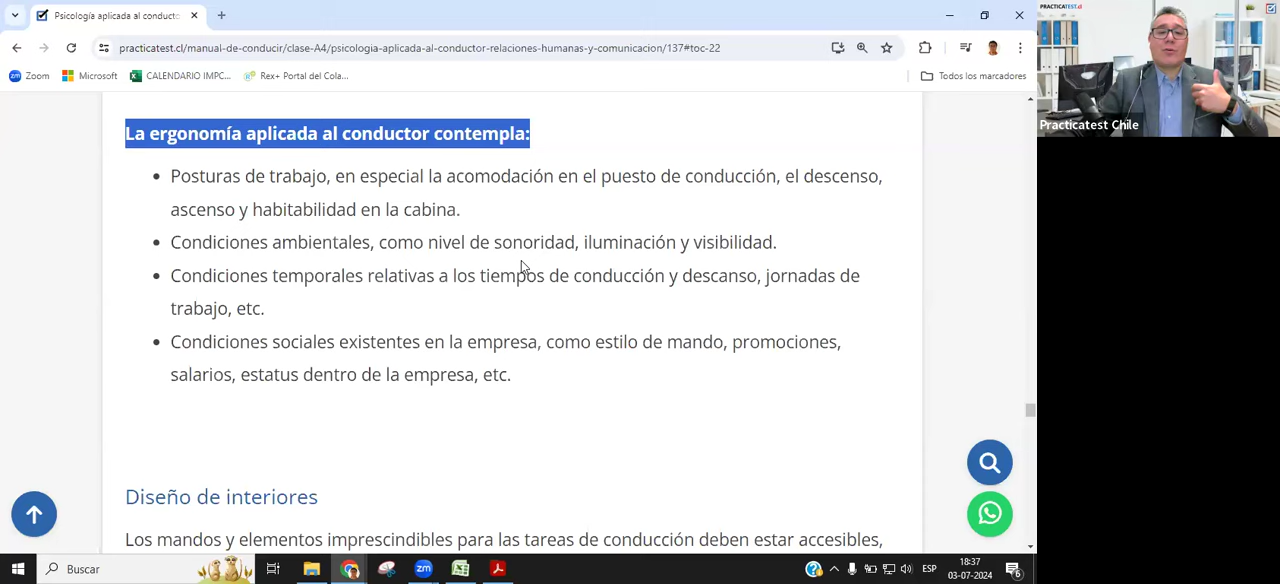 Psicología aplicada al conducto
practicatest.cl/manual-de-conducir/clase-A4/psicologia-aplicada-al-conductor-relaciones-humanas-y-comunicacion/137#toc-22
Zoom
Microsoft
CALENDARIO IMPC...
Rex+ Portal del Cola...
Todos los marcadores
PRACTICATEST.cl
Practicatest Chile
La ergonomía aplicada al conductor contempla:
• Posturas de trabajo, en especial la acomodación en el puesto de conducción, el descenso,
ascenso y habitabilidad en la cabina.
• Condiciones ambientales, como nivel de sonoridad, iluminación y visibilidad.
• Condiciones temporales relativas a los tiempos de conducción y descanso, jornadas de
trabajo, etc.
• Condiciones sociales existentes en la empresa, como estilo de mando, promociones,
salarios, estatus dentro de la empresa, etc.
Diseño de interiores
Los mandos y elementos imprescindibles para las tareas de conducción deben estar accesibles,
Buscar
zm
ESP
18:37
03-07-2024
6